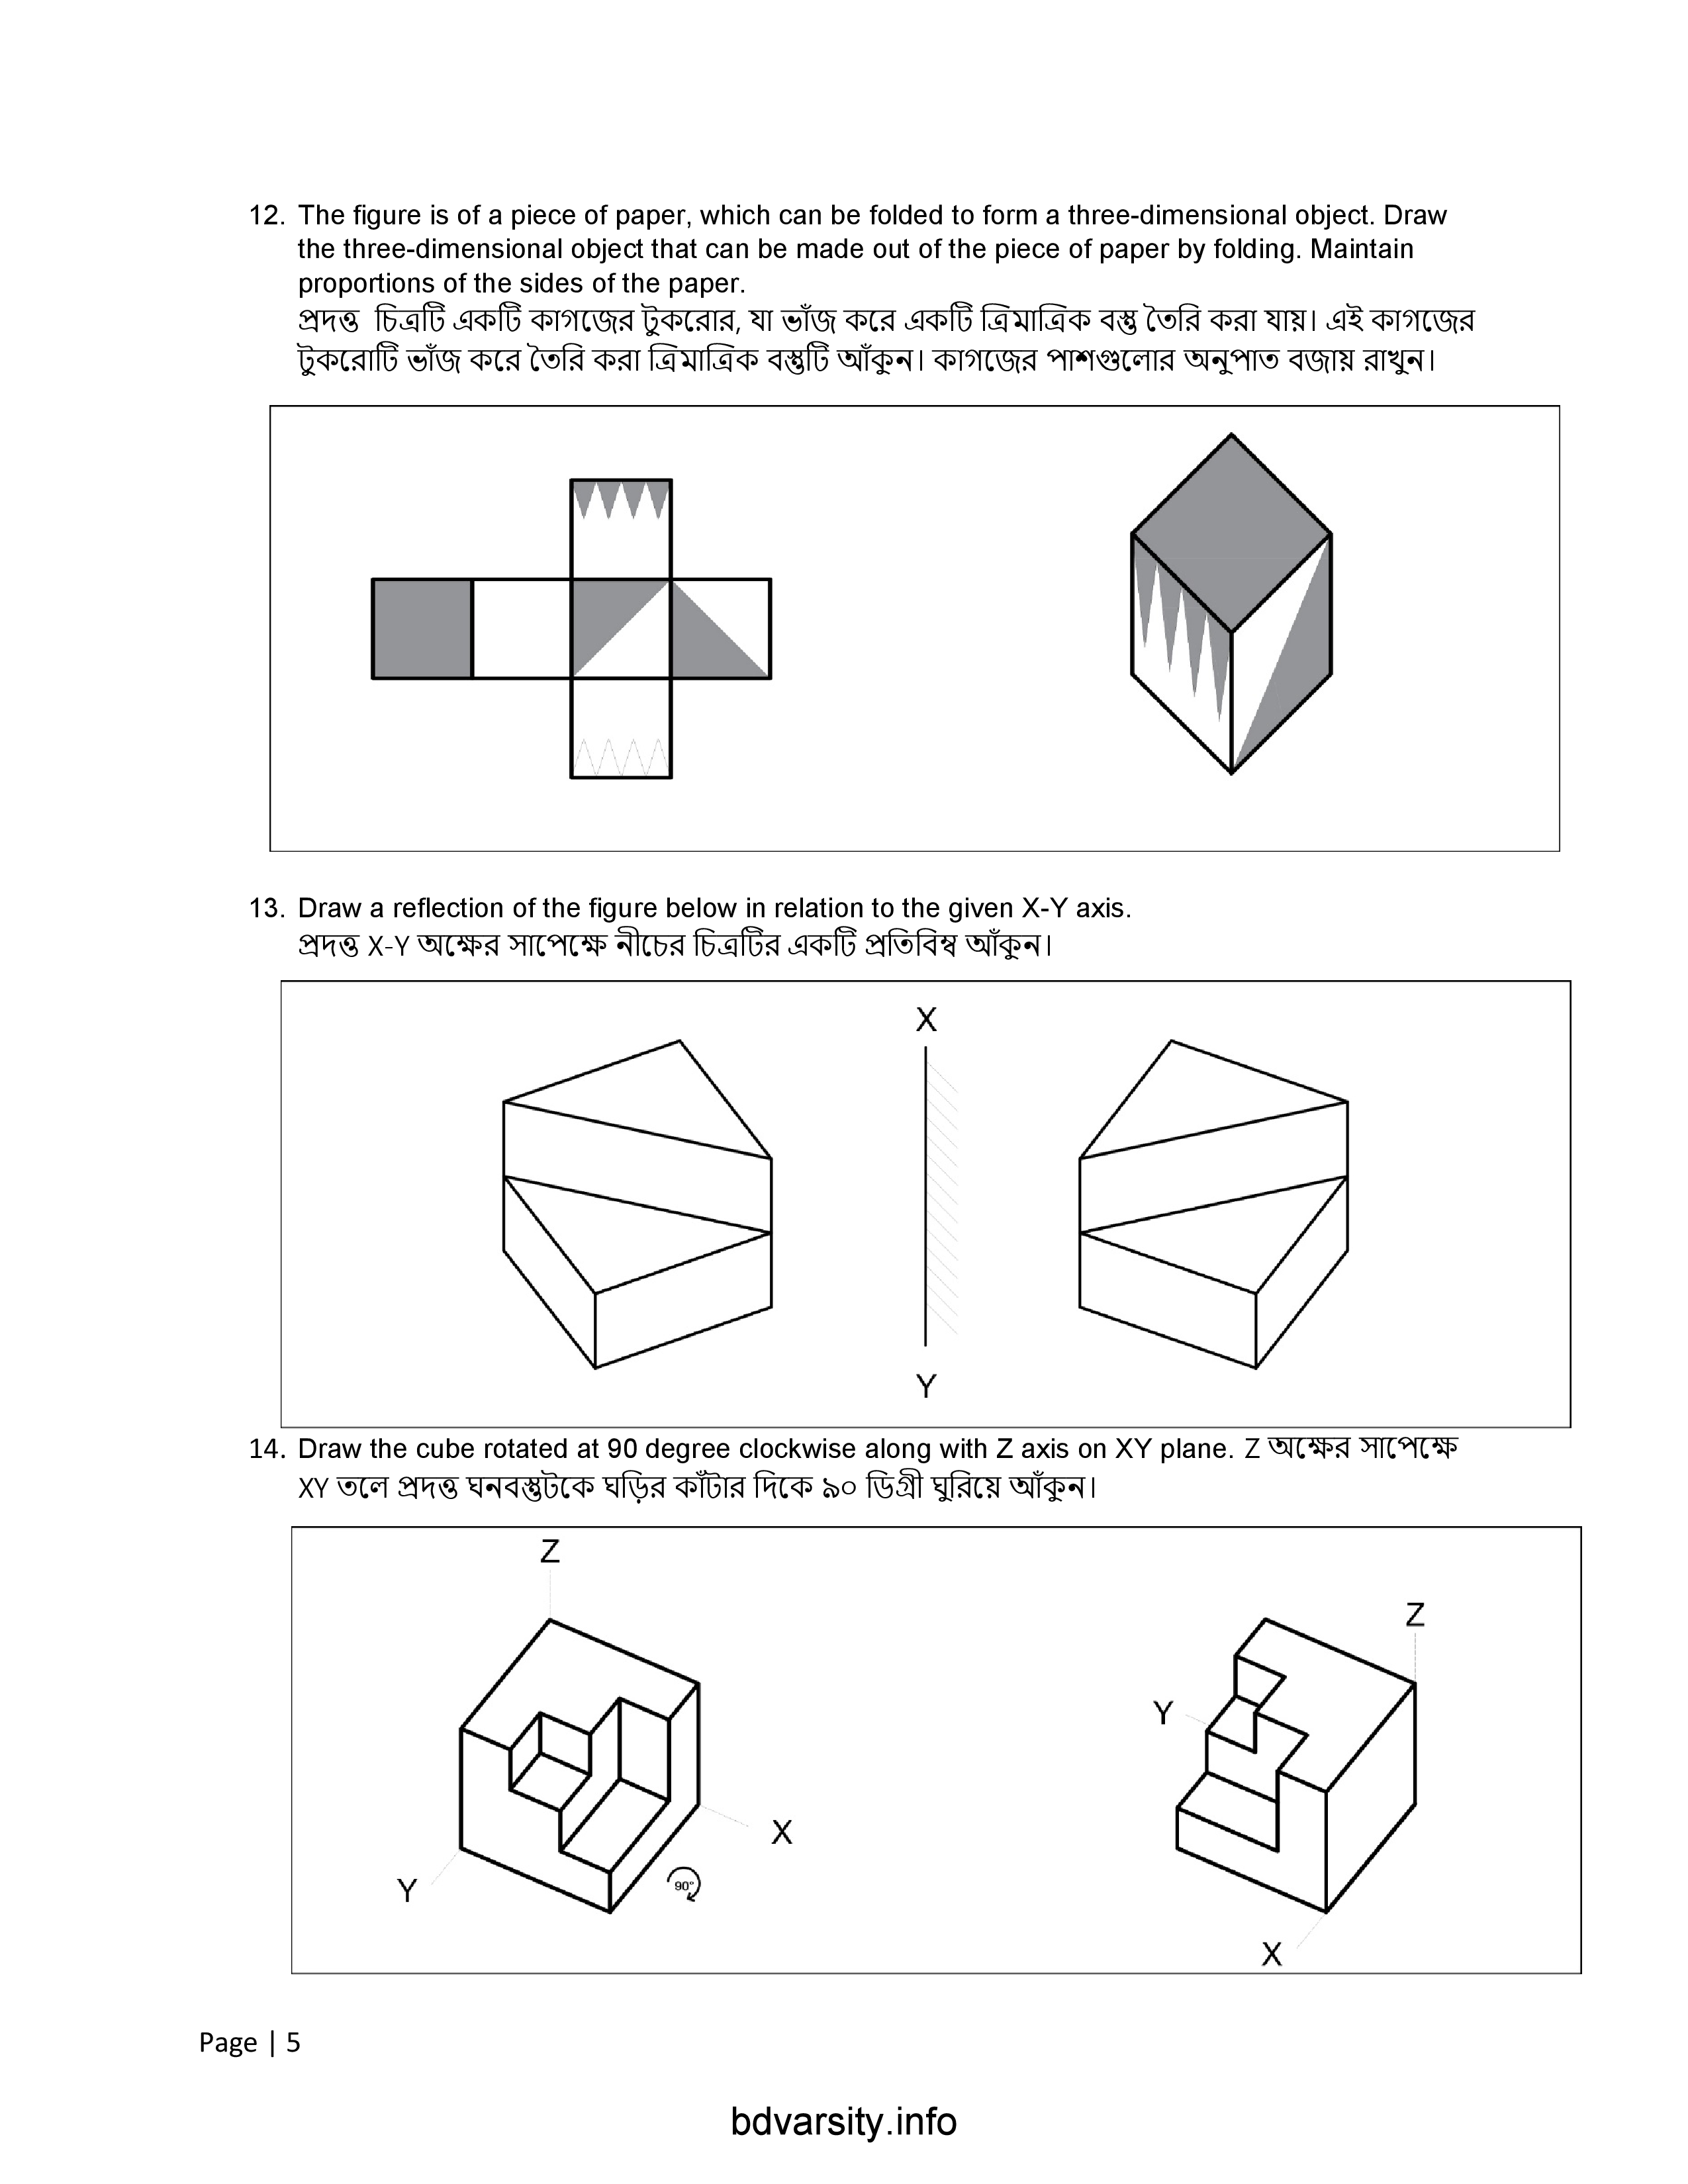 12. The figure is of a piece of paper, which can be folded to form a three-dimensional object. Draw
the three-dimensional object that can be made out of the piece of paper by folding. Maintain
proportions of the sides of the paper.
প্রদত্ত চিত্রটি একটি কাগজের টুকরোর, যা ভাঁজ করে একটি ত্রিমাত্রিক বস্তু তৈরি করা যায়। এই কাগজের
টুকরোটি ভাঁজ করে তৈরি করা ত্রিমাত্রিক বস্তুটি আঁকুন। কাগজের পাশগুলোর অনুপাত বজায় রাখুন।
13. Draw a reflection of the figure below in relation to the given X-Y axis.
প্রদত্ত X-Y অক্ষের সাপেক্ষে নীচের চিত্রটির একটি প্রতিবিম্ব আঁকুন।
X
Y
14. Draw the cube rotated at 90 degree clockwise along with Z axis on XY plane. Z অক্ষের সাপেক্ষে
XY তলে প্রদত্ত ঘনবস্তুটকে ঘড়ির কাঁটার দিকে ৯০ ডিগ্রী ঘুরিয়ে আঁকুন।
Z
Z
Y
X
90°
Y
X
Page | 5
bdvarsity.info